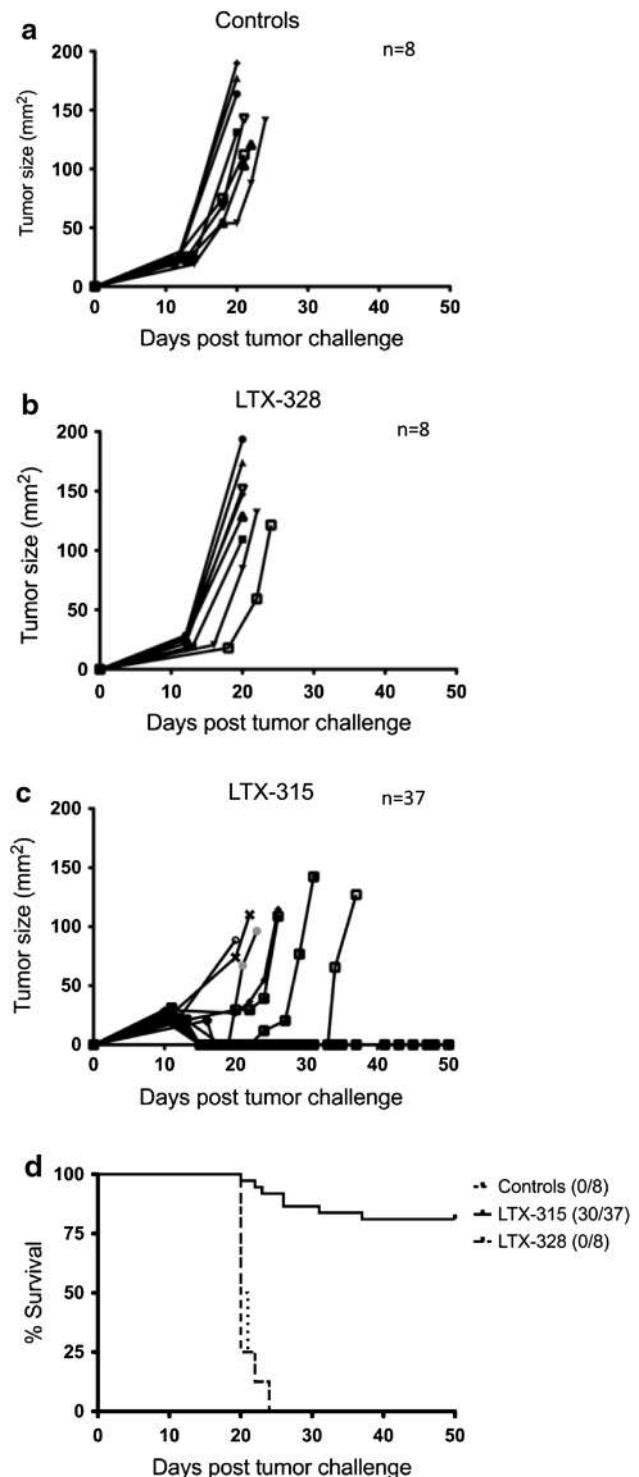 a
Controls
n=8
Tumor size (mm²)
200
150
100
50
0
0 10 20 30 40 50
Days post tumor challenge
b
LTX-328
n=8
Tumor size (mm²)
200
150
100
50
0
0 10 20 30 40 50
Days post tumor challenge
c
LTX-315
n=37
Tumor size (mm²)
200
150
100
50
0
0 10 20 30 40 50
Days post tumor challenge
d
% Survival
100
75
50
25
0
0 10 20 30 40 50
Days post tumor challenge
Controls (0/8)
LTX-315 (30/37)
LTX-328 (0/8)